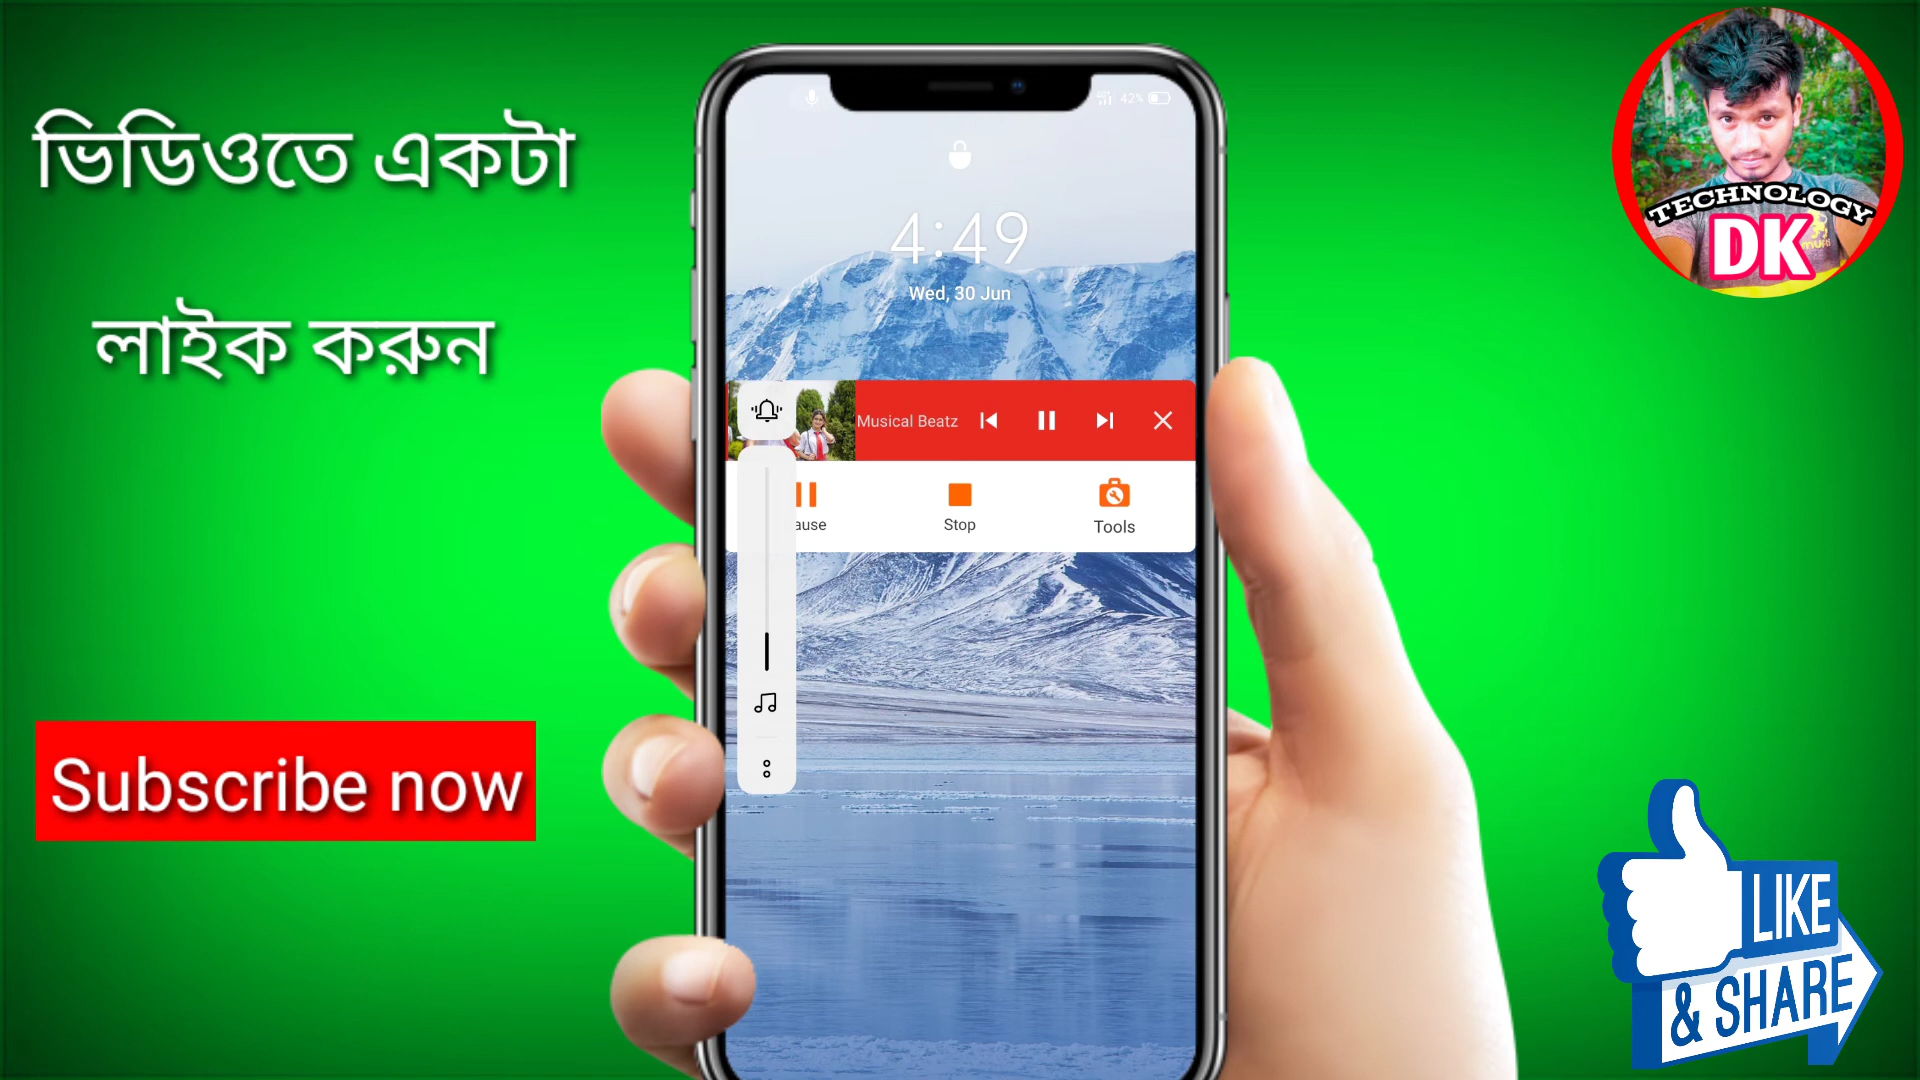 ভিডিওতে একটা
লাইক করুন
Subscribe now
42%
4:49
Wed, 30 Jun
Musical Beatz
ause
Stop
Tools
TECHNOLOGY
DK
LIKE
& SHARE